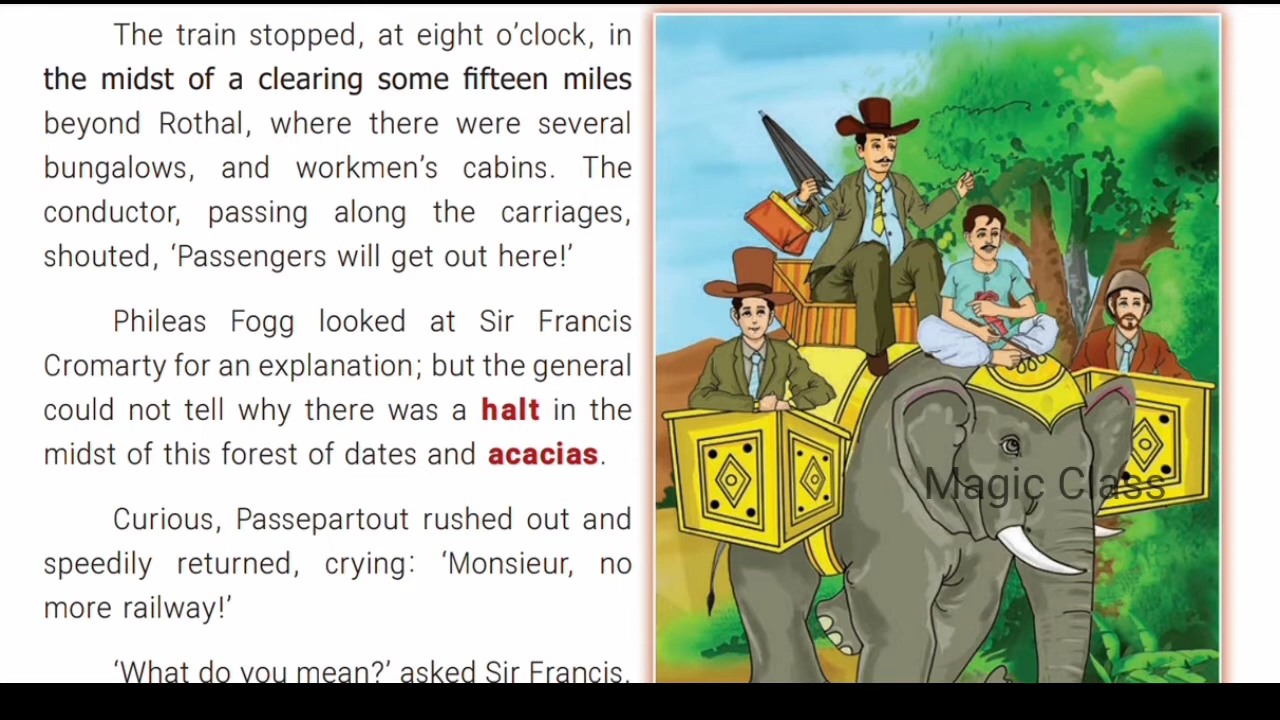 The train stopped, at eight o’clock, in
the midst of a clearing some fifteen miles
beyond Rothal, where there were several
bungalows, and workmen’s cabins. The
conductor, passing along the carriages,
shouted, ‘Passengers will get out here!’
Phileas Fogg looked at Sir Francis
Cromarty for an explanation; but the general
could not tell why there was a halt in the
midst of this forest of dates and acacias.
Curious, Passepartout rushed out and
speedily returned, crying: ‘Monsieur, no
more railway!’
‘What do you mean?’ asked Sir Francis.
Magic Class